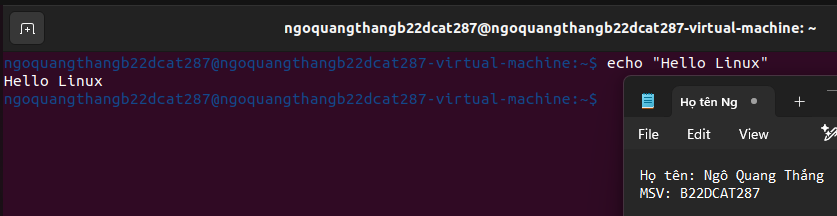 ngoquangthangb22dcat287@ngoquangthangb22dcat287-virtual-machine: ~
ngoquangthangb22dcat287@ngoquangthangb22dcat287-virtual-machine:~$ echo "Hello Linux"
Hello Linux
ngoquangthangb22dcat287@ngoquangthangb22dcat287-virtual-machine:~$
Họ tên Ng
File Edit View
Họ tên: Ngô Quang Thắng
MSV: B22DCAT287